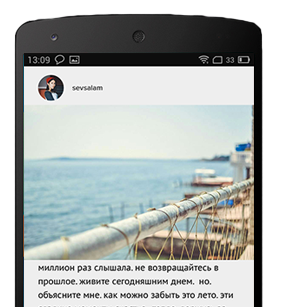 13:09 33
sevsalam
миллион раз слышала. не возвращайтесь в
прошлое. живите сегодняшним днем. но.
объясните мне. как можно забыть это лето. эти